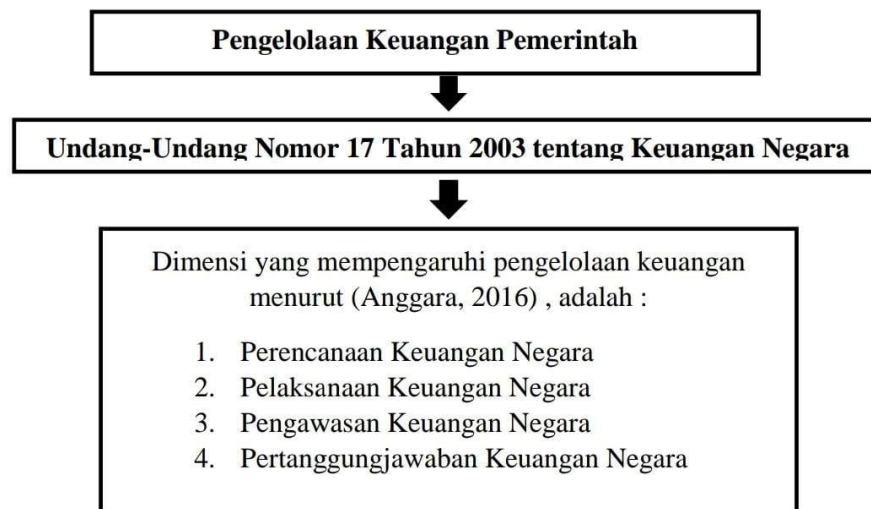 Pengelolaan Keuangan Pemerintah
Undang-Undang Nomor 17 Tahun 2003 tentang Keuangan Negara
Dimensi yang mempengaruhi pengelolaan keuangan
menurut (Anggara, 2016) , adalah :
1. Perencanaan Keuangan Negara
2. Pelaksanaan Keuangan Negara
3. Pengawasan Keuangan Negara
4. Pertanggungjawaban Keuangan Negara